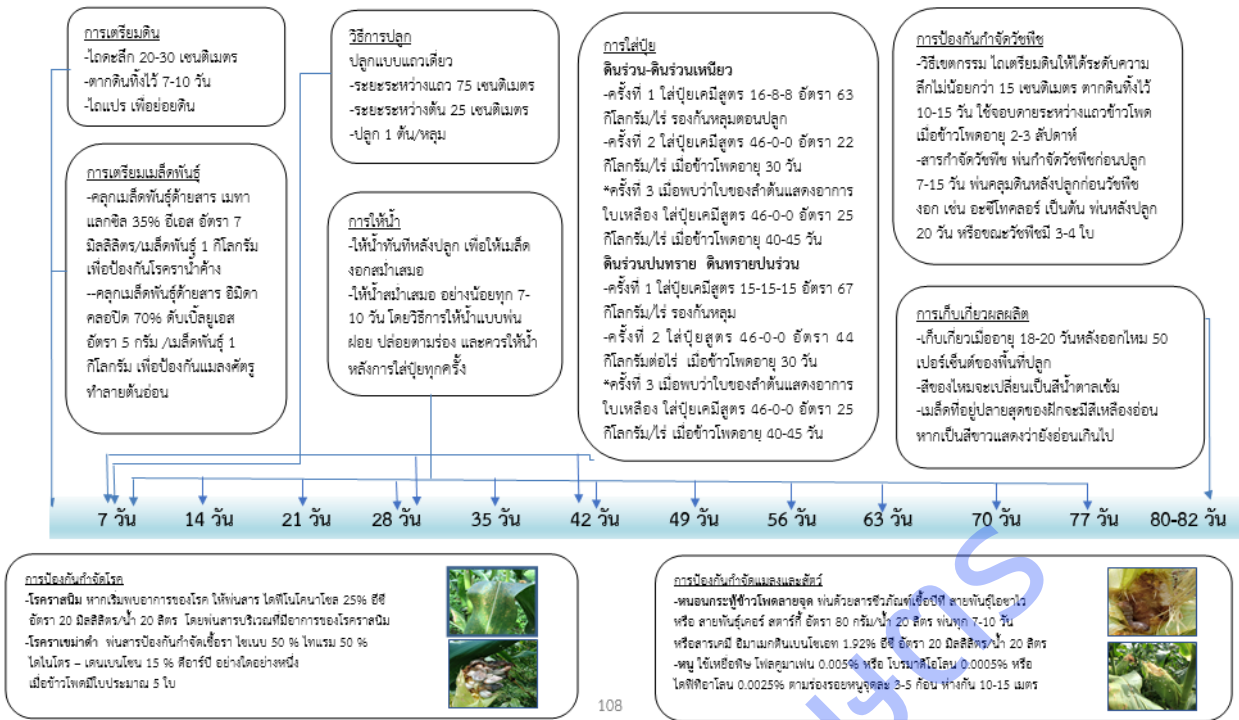 การเตรียมดิน
-ไถดะลึก 20-30 เซนติเมตร
-ตากดินทิ้งไว้ 7-10 วัน
-ไถแปร เพื่อย่อยดิน
การเตรียมเมล็ดพันธุ์
-คลุกเมล็ดพันธุ์ด้ายสาร เมทา
แลกซิล 35% อีเอส อัตรา 7
มิลลิลิตร/เมล็ดพันธุ์ 1 กิโลกรัม
เพื่อป้องกันโรคราน้ำค้าง
--คลุกเมล็ดพันธุ์ด้ายสาร อิมิดา
คลอปิด 70% ดับเบิ้ลยูเอส
อัตรา 5 กรัม /เมล็ดพันธุ์ 1
กิโลกรัม เพื่อป้องกันแมลงศัตรู
ทำลายต้นอ่อน
วิธีการปลูก
ปลูกแบบแถวเดี่ยว
-ระยะระหว่างแถว 75 เซนติเมตร
-ระยะระหว่างต้น 25 เซนติเมตร
-ปลูก 1 ต้น/หลุม
การให้น้ำ
-ให้น้ำทันทีหลังปลูก เพื่อให้เมล็ด
งอกสม่ำเสมอ
-ให้น้ำสม่ำเสมอ อย่างน้อยทุก 7-
10 วัน โดยวิธีการให้น้ำแบบพ่น
ฝอย ปล่อยตามร่อง และควรให้น้ำ
หลังการใส่ปุ๋ยทุกครั้ง
การใส่ปุ๋ย
ดินร่วน-ดินร่วนเหนียว
-ครั้งที่ 1 ใส่ปุ๋ยเคมีสูตร 16-8-8 อัตรา 63
กิโลกรัม/ไร่ รองก้นหลุมตอนปลูก
-ครั้งที่ 2 ใส่ปุ๋ยเคมีสูตร 46-0-0 อัตรา 22
กิโลกรัม/ไร่ เมื่อข้าวโพดอายุ 30 วัน
*ครั้งที่ 3 เมื่อพบว่าใบของลำต้นแสดงอาการ
ใบเหลือง ใส่ปุ๋ยเคมีสูตร 46-0-0 อัตรา 25
กิโลกรัม/ไร่ เมื่อข้าวโพดอายุ 40-45 วัน
ดินร่วนปนทราย ดินทรายปนร่วน
-ครั้งที่ 1 ใส่ปุ๋ยเคมีสูตร 15-15-15 อัตรา 67
กิโลกรัม/ไร่ รองก้นหลุม
-ครั้งที่ 2 ใส่ปุ๋ยสูตร 46-0-0 อัตรา 44
กิโลกรัมต่อไร่ เมื่อข้าวโพดอายุ 30 วัน
*ครั้งที่ 3 เมื่อพบว่าใบของลำต้นแสดงอาการ
ใบเหลือง ใส่ปุ๋ยเคมีสูตร 46-0-0 อัตรา 25
กิโลกรัม/ไร่ เมื่อข้าวโพดอายุ 40-45 วัน
การป้องกันกำจัดวัชพืช
-วิธีเขตกรรม ไถเตรียมดินให้ได้ระดับความ
ลึกไม่น้อยกว่า 15 เซนติเมตร ตากดินทิ้งไว้
10-15 วัน ใช้จอบดายระหว่างแถวข้าวโพด
เมื่อข้าวโพดอายุ 2-3 สัปดาห์
-สารกำจัดวัชพืช พ่นกำจัดวัชพืชก่อนปลูก
7-15 วัน พ่นคลุมดินหลังปลูกก่อนวัชพืช
งอก เช่น อะซีโทคลอร์ เป็นต้น พ่นหลังปลูก
20 วัน หรือขณะวัชพืชมี 3-4 ใบ
การเก็บเกี่ยวผลผลิต
-เก็บเกี่ยวเมื่ออายุ 18-20 วันหลังออกไหม 50
เปอร์เซ็นต์ของพื้นที่ปลูก
-สีของไหมจะเปลี่ยนเป็นสีน้ำตาลเข้ม
-เมล็ดที่อยู่ปลายสุดของฝักจะมีสีเหลืองอ่อน
หากเป็นสีขาวแสดงว่ายังอ่อนเกินไป
7 วัน 14 วัน 21 วัน 28 วัน 35 วัน 42 วัน 49 วัน 56 วัน 63 วัน 70 วัน 77 วัน 80-82 วัน
การป้องกันกำจัดโรค
-โรคราสนิม หากเริ่มพบอาการของโรค ให้พ่นสาร ไดฟีโนโคนาโซล 25% อีซี
อัตรา 20 มิลลิลิตร/น้ำ 20 ลิตร โดยพ่นสารบริเวณที่มีอาการของโรคราสนิม
-โรคราเขม่าดำ พ่นสารป้องกันกำจัดเชื้อรา ไซเนบ 50 % ไทแรม 50 %
ไดโนโตร – เดนเบนโซน 15 % ดีอาร์ปี อย่างใดอย่างหนึ่ง
เมื่อข้าวโพดมีใบประมาณ 5 ใบ
การป้องกันกำจัดแมลงและสัตว์
-หนอนกระทู้ข้าวโพดลายจุด พ่นด้วยสารชีวภัณฑ์เชื้อบีที สายพันธุ์ไอซาไว
หรือ สายพันธุ์เคอร์ สตาร์กี้ อัตรา 80 กรัม/น้ำ 20 ลิตร พ่นทุก 7-10 วัน
หรือสารเคมี อิมาเมกตินเบนโซเอท 1.92% อีซี อัตรา 20 มิลลิลิตร/น้ำ 20 ลิตร
-หนู ใช้เหยื่อพิษ โฟลคูมาเฟน 0.005% หรือ โบรมาดิโอโลน 0.0005% หรือ
ไดฟีทิอาโลน 0.0025% ตามร่องรอยหนูจุดละ 3-5 ก้อน ห่างกัน 10-15 เมตร
108